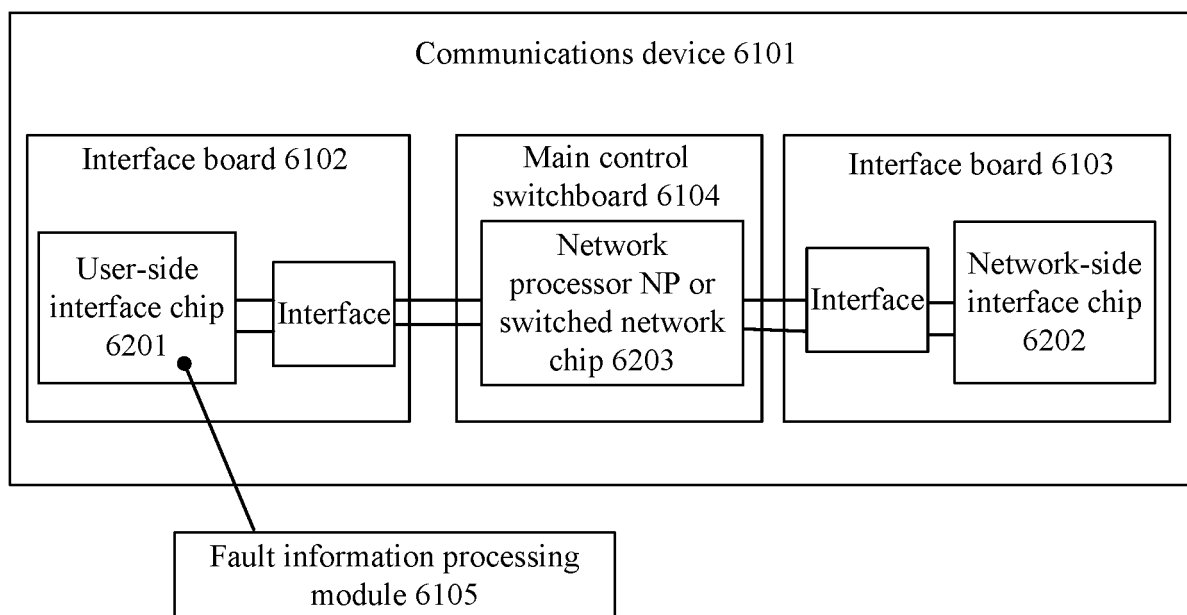 Communications device 6101
Interface board 6102
User-side
interface chip
6201
Interface
Main control
switchboard 6104
Network
processor NP or
switched network
chip 6203
Interface board 6103
Interface
Network-side
interface chip
6202
Fault information processing
module 6105